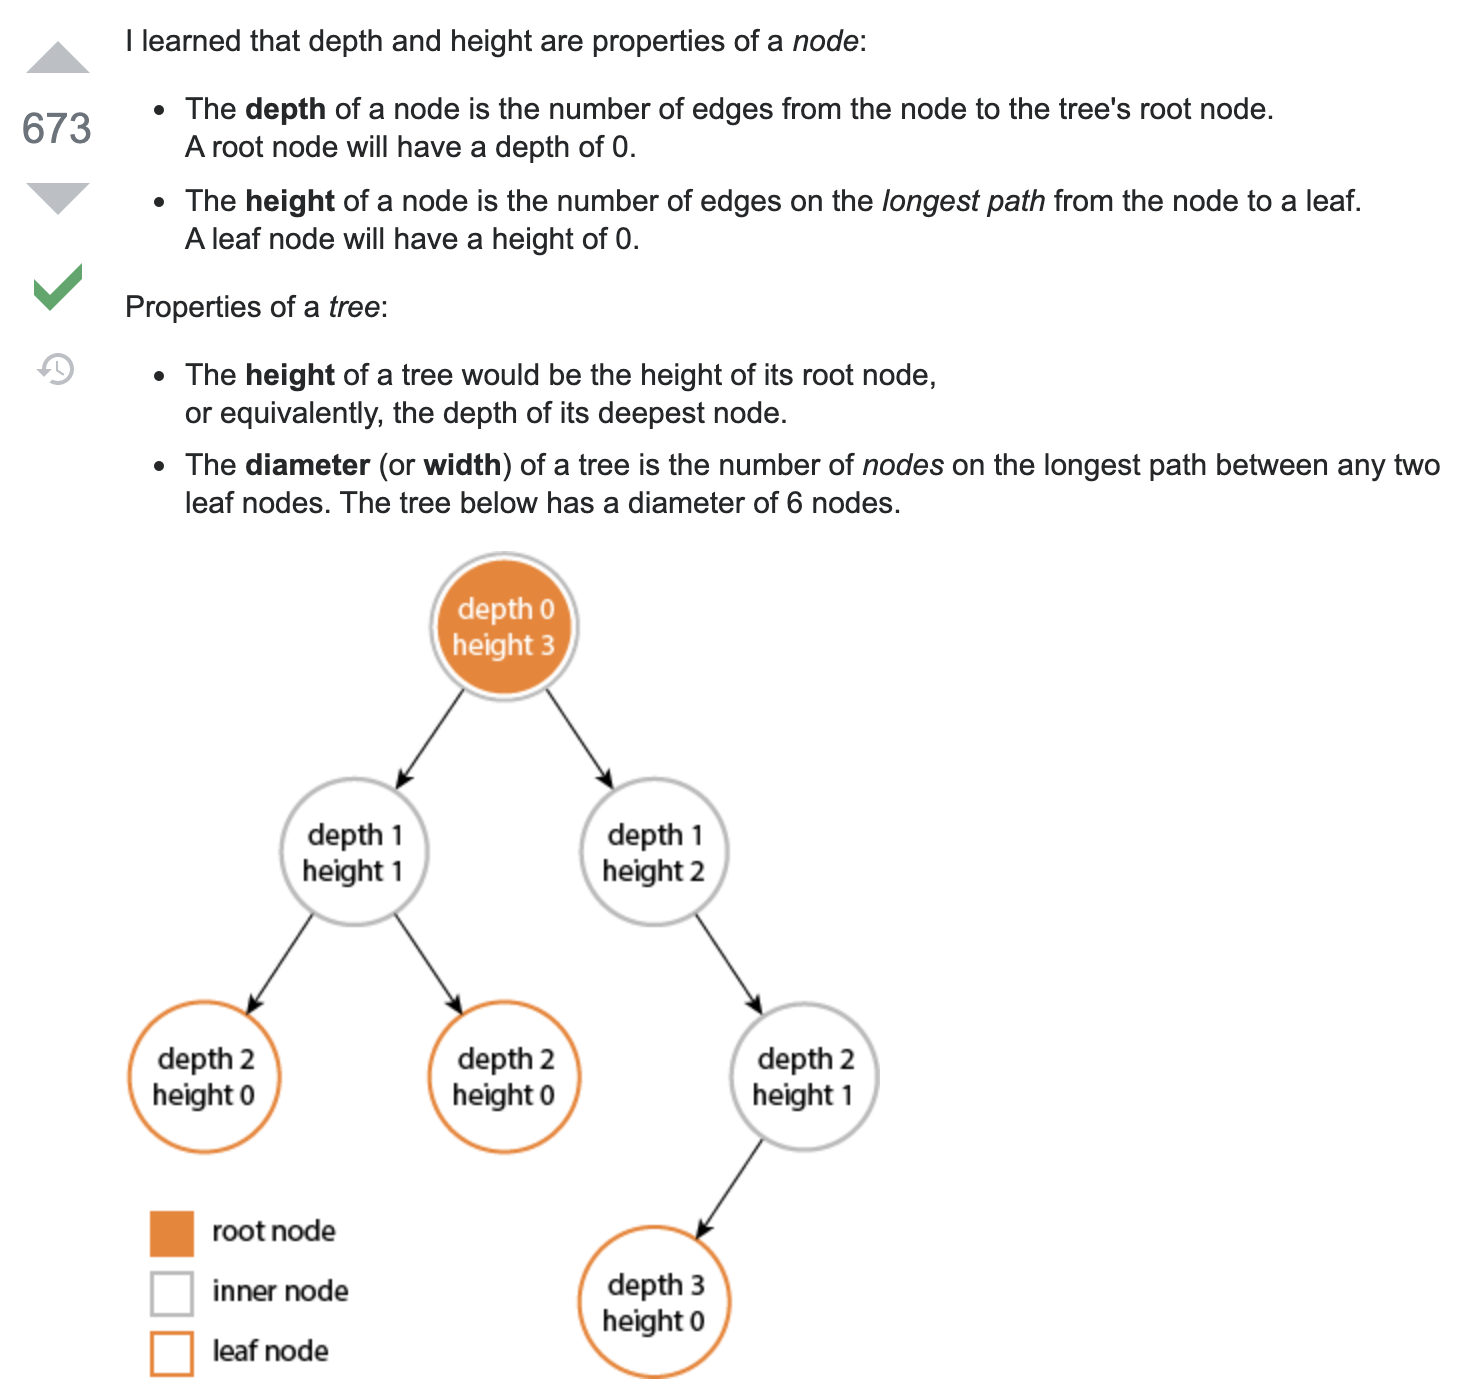 I learned that depth and height are properties of a node:
673
• The depth of a node is the number of edges from the node to the tree's root node.
A root node will have a depth of 0.
• The height of a node is the number of edges on the longest path from the node to a leaf.
A leaf node will have a height of 0.
Properties of a tree:
• The height of a tree would be the height of its root node,
or equivalently, the depth of its deepest node.
• The diameter (or width) of a tree is the number of nodes on the longest path between any two
leaf nodes. The tree below has a diameter of 6 nodes.
depth 0
height 3
depth 1
height 1
depth 1
height 2
depth 2
height 0
depth 2
height 0
depth 2
height 1
depth 3
height 0
root node
inner node
leaf node